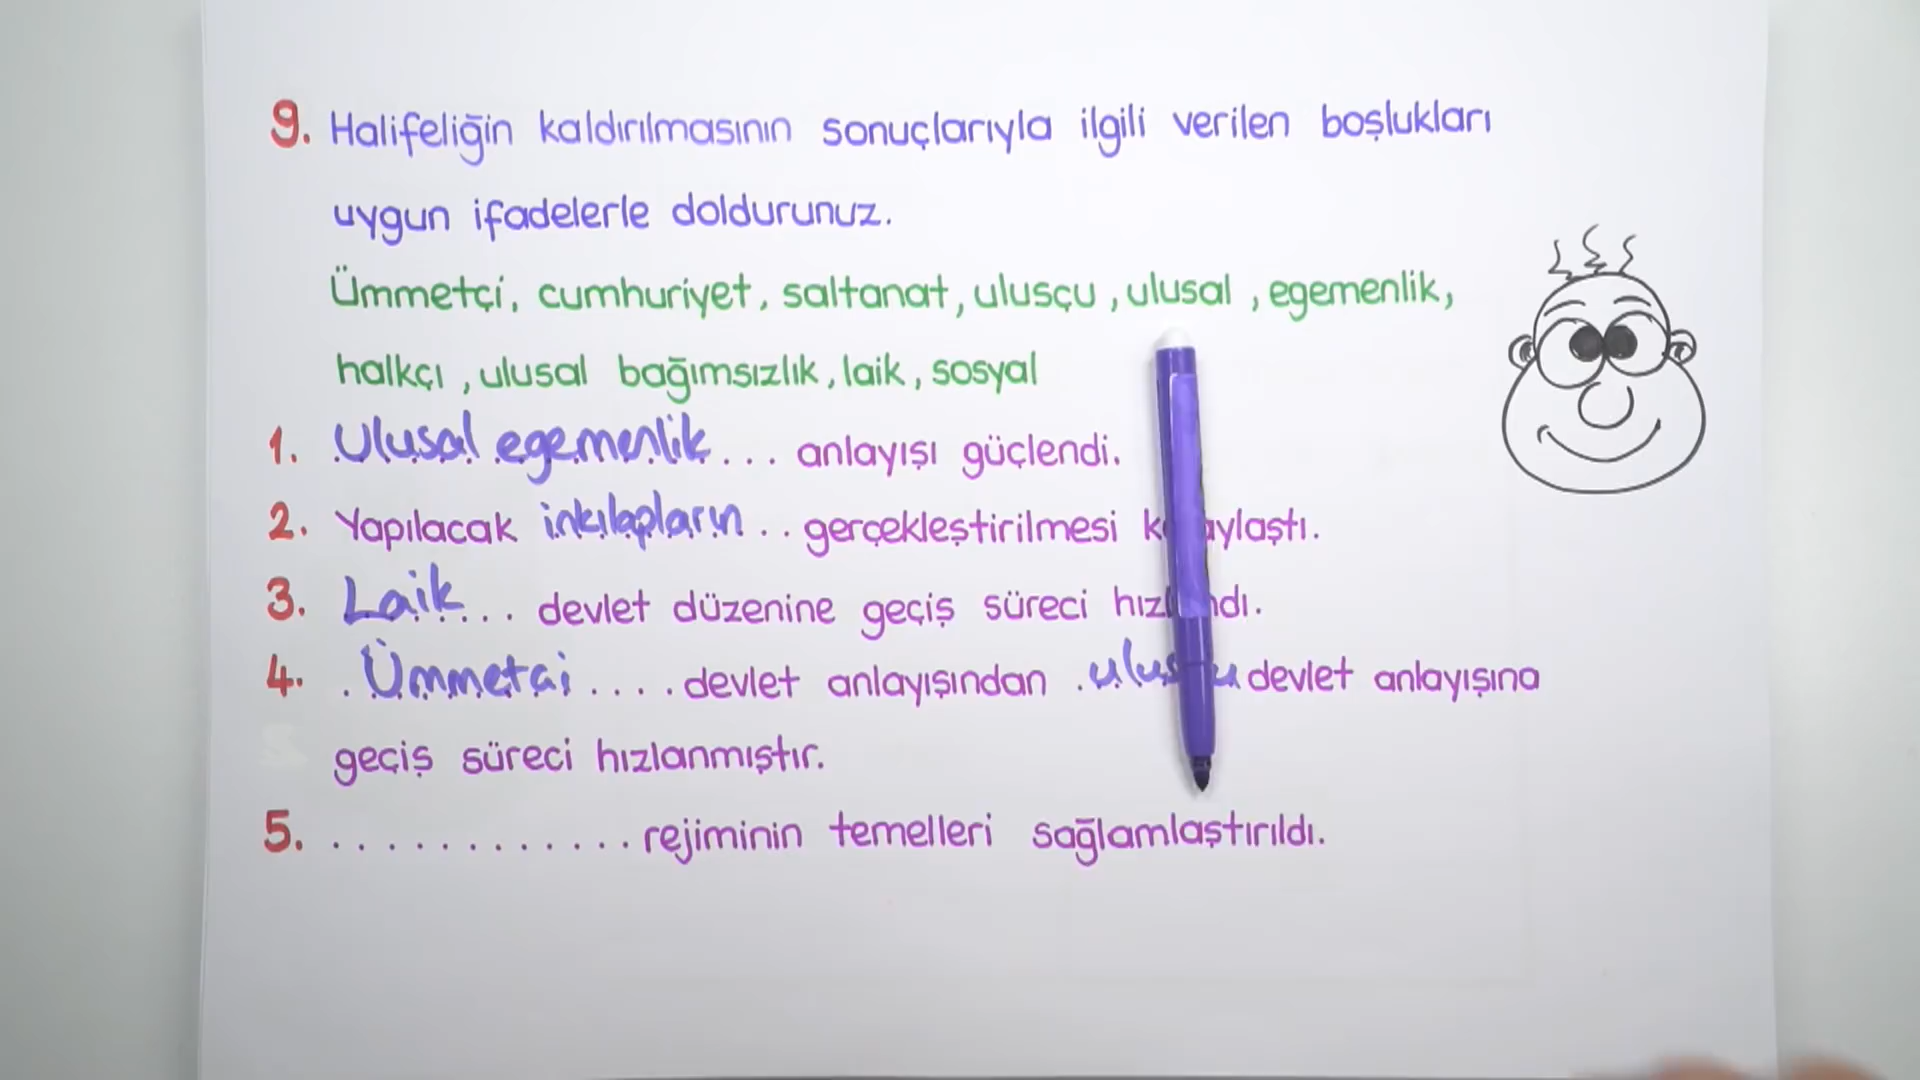 9. Halifeliğin kaldırılmasının sonuçlarıyla ilgili verilen boşlukları
uygun ifadelerle doldurunuz.
Ümmetçi, cumhuriyet, saltanat, ulusçu, ulusal, egemenlik,
halkçı, ulusal bağımsızlık, laik, sosyal
1. Ulusal egemenlik... anlayışı güçlendi.
2. Yapılacak inkılapların.. gerçekleştirilmesi
3. Laik... devlet düzenine geçiş süreci
4. .Ümmetçi.... devlet anlayışından devlet anlayışına
geçiş süreci hızlanmıştır.
5. ............ rejiminin temelleri sağlamlaştırıldı.